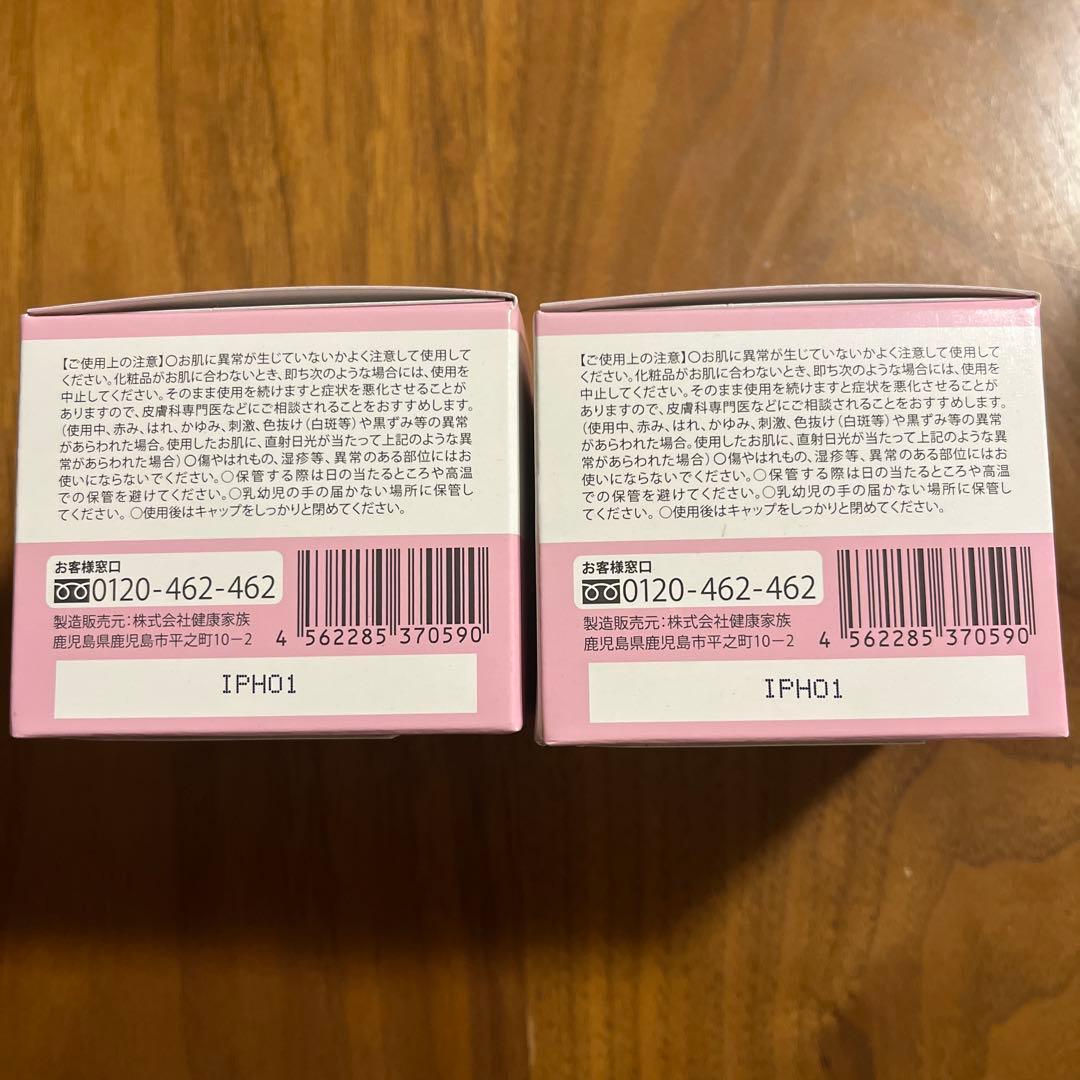 【ご使用上の注意】〇お肌に異常が生じていないかよく注意して使用して
ください。化粧品がお肌に合わないとき、即ち次のような場合には、使用を
中止してください。そのまま使用を続けますと症状を悪化させることが
ありますので、皮膚科専門医などにご相談されることをおすすめします。
(使用中、赤み、はれ、かゆみ、刺激、色抜け(白斑等)や黒ずみ等の異常
があらわれた場合。使用したお肌に、直射日光が当たって上記のような異
常があらわれた場合)〇傷やはれもの、湿疹等、異常のある部位にはお
使いにならないでください。〇保管する際は日の当たるところや高温
での保管を避けてください。〇乳幼児の手の届かない場所に保管し
てください。〇使用後はキャップをしっかりと閉めてください。
お客様窓口
0120-462-462
製造販売元:株式会社健康家族
鹿児島県鹿児島市平之町10-2
4 562285 370590
IPH01
【ご使用上の注意】〇お肌に異常が生じていないかよく注意して使用して
ください。化粧品がお肌に合わないとき、即ち次のような場合には、使用を
中止してください。そのまま使用を続けますと症状を悪化させることが
ありますので、皮膚科専門医などにご相談されることをおすすめします。
(使用中、赤み、はれ、かゆみ、刺激、色抜け(白斑等)や黒ずみ等の異常
があらわれた場合。使用したお肌に、直射日光が当たって上記のような異
常があらわれた場合)〇傷やはれもの、湿疹等、異常のある部位にはお
使いにならないでください。〇保管する際は日の当たるところや高温
での保管を避けてください。〇乳幼児の手の届かない場所に保管し
てください。〇使用後はキャップをしっかりと閉めてください。
お客様窓口
0120-462-462
製造販売元:株式会社健康家族
鹿児島県鹿児島市平之町10-2
4 562285 370590
IPH01